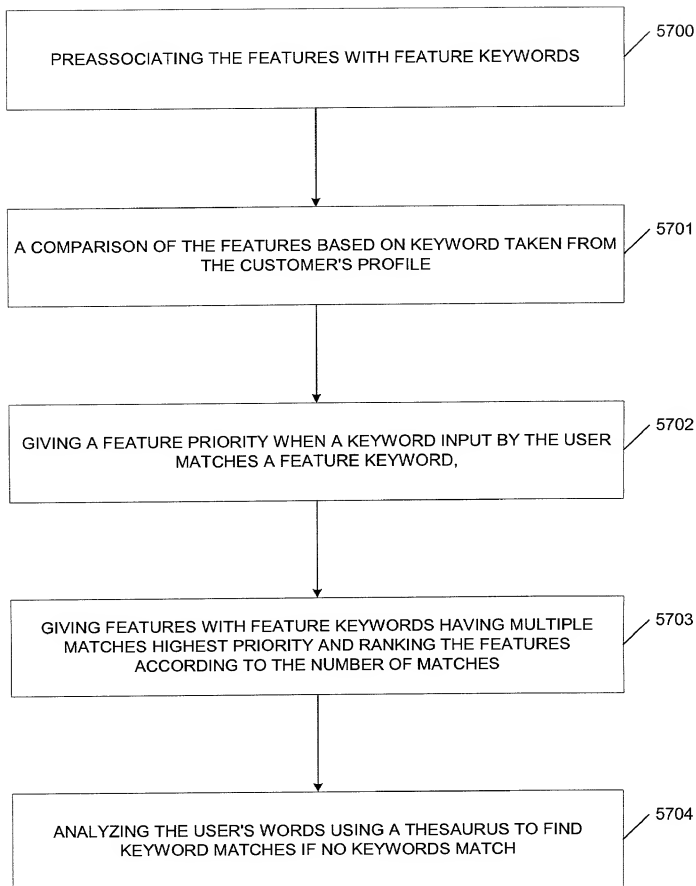 5700
PREASSOCIATING THE FEATURES WITH FEATURE KEYWORDS
5701
A COMPARISON OF THE FEATURES BASED ON KEYWORD TAKEN FROM
THE CUSTOMER'S PROFILE
5702
GIVING A FEATURE PRIORITY WHEN A KEYWORD INPUT BY THE USER
MATCHES A FEATURE KEYWORD,
5703
GIVING FEATURES WITH FEATURE KEYWORDS HAVING MULTIPLE
MATCHES HIGHEST PRIORITY AND RANKING THE FEATURES
ACCORDING TO THE NUMBER OF MATCHES
5704
ANALYZING THE USER'S WORDS USING A THESAURUS TO FIND
KEYWORD MATCHES IF NO KEYWORDS MATCH